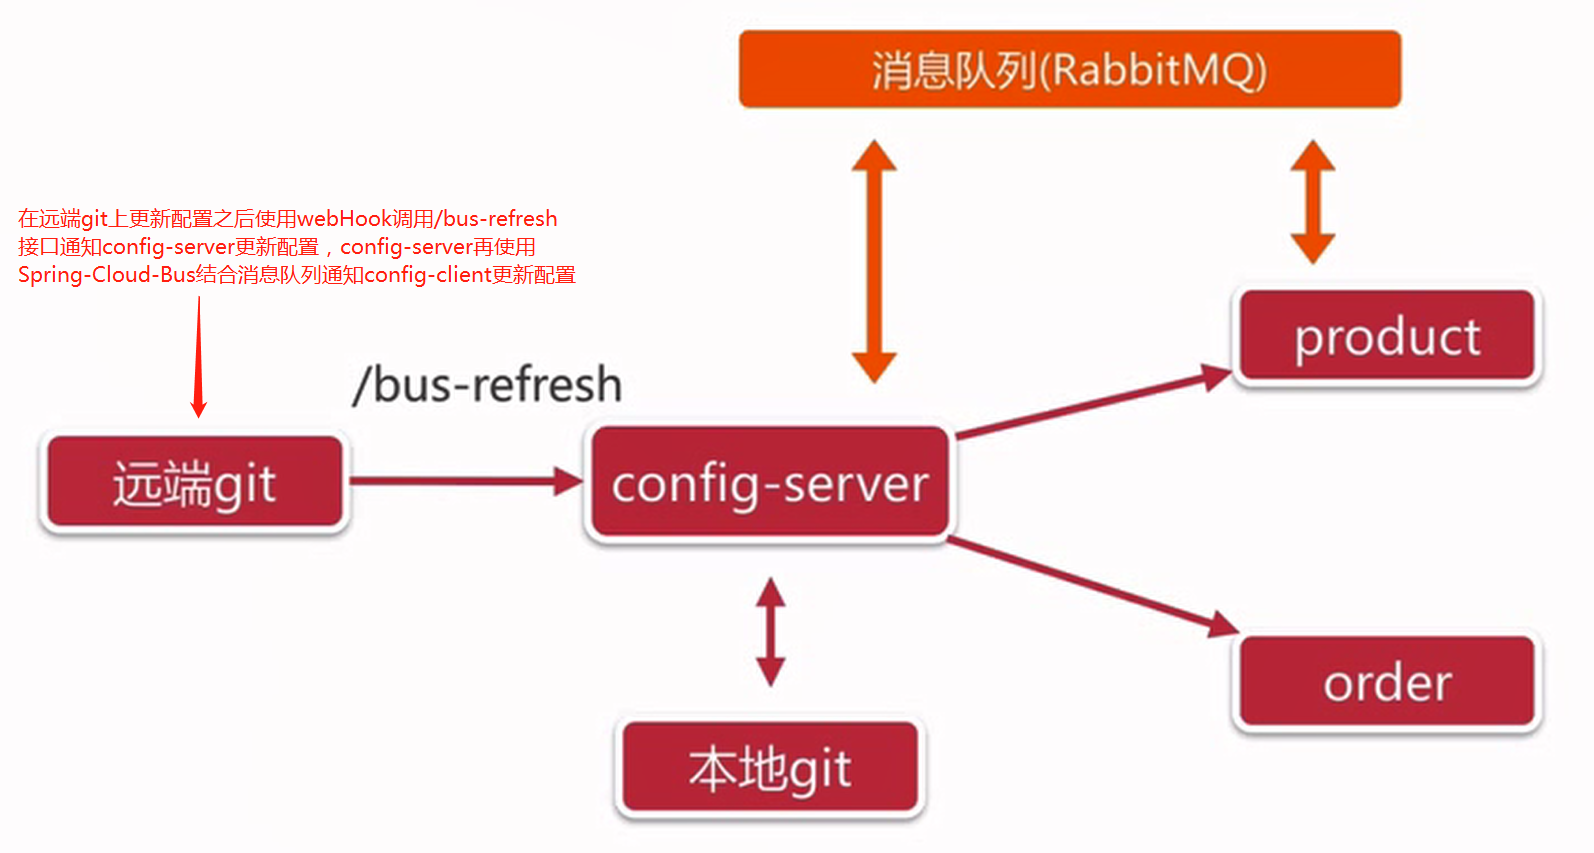 消息队列(RabbitMQ)
在远端git上更新配置之后使用webHook调用/bus-refresh
接口通知config-server更新配置，config-server再使用
Spring-Cloud-Bus结合消息队列通知config-client更新配置
product
/bus-refresh
远端git
config-server
order
本地git